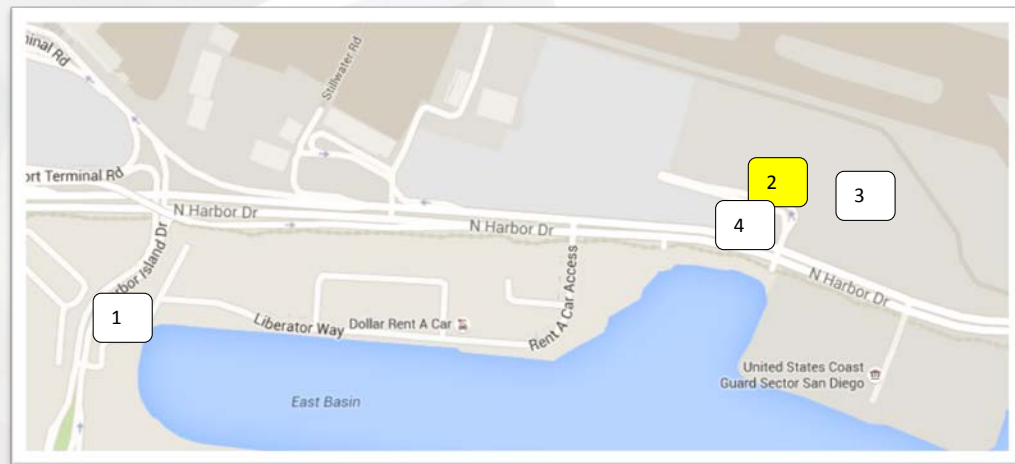 inal Rd
Stillwater Rd
ort Terminal Rd
N Harbor Dr
N Harbor Dr
N Harbor Dr
2
3
4
1
arbor Island Dr
Liberator Way
Dollar Rent A Car
Rent A Car Access
East Basin
United States Coast
Guard Sector San Diego